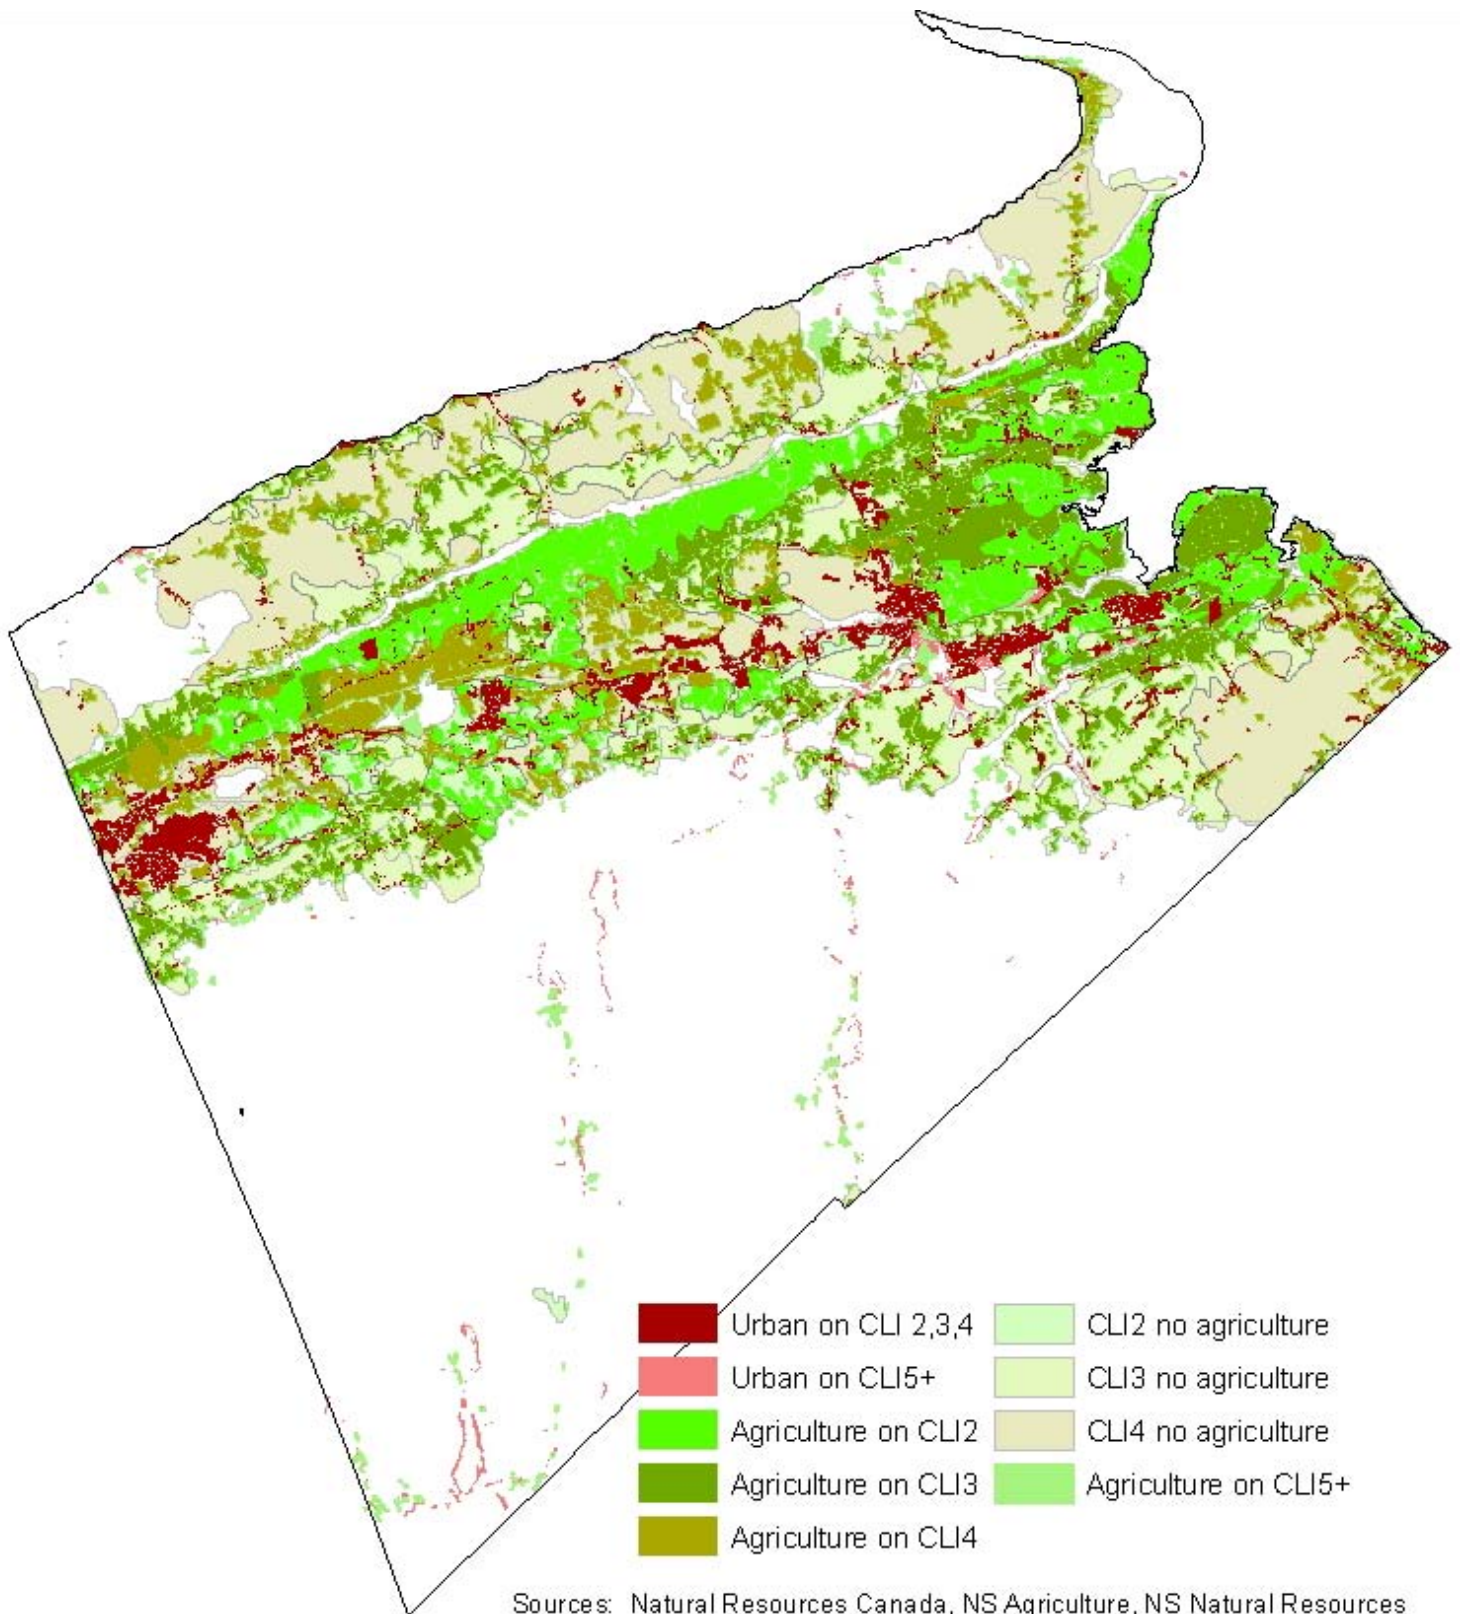 Urban on CLI 2,3,4
CLI2 no agriculture
Urban on CLI5+
CLI3 no agriculture
Agriculture on CLI2
CLI4 no agriculture
Agriculture on CLI3
Agriculture on CLI5+
Agriculture on CLI4
Sources: Natural Resources Canada, NS Agriculture, NS Natural Resources